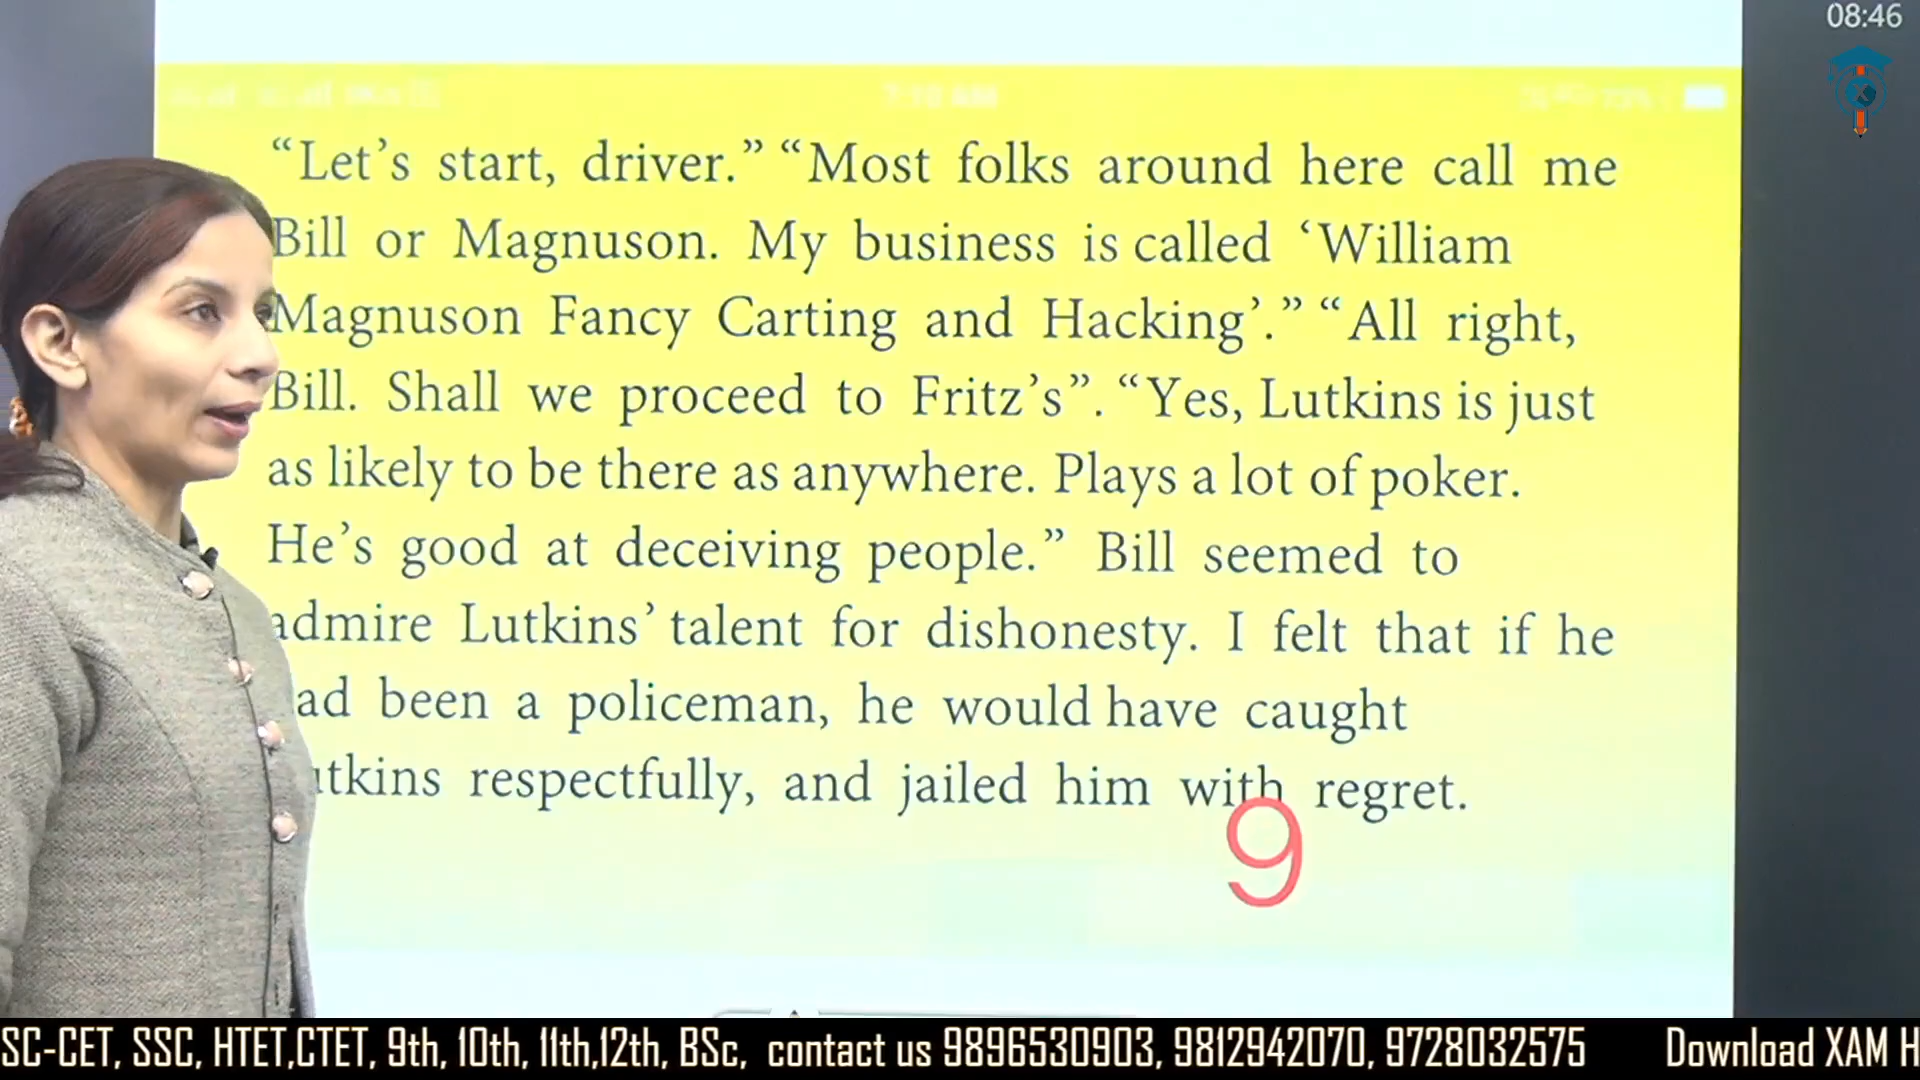 08:46
“Let’s start, driver.” “Most folks around here call me
Bill or Magnuson. My business is called ‘William
Magnuson Fancy Carting and Hacking’.” “All right,
Bill. Shall we proceed to Fritz’s”. “Yes, Lutkins is just
as likely to be there as anywhere. Plays a lot of poker.
He’s good at deceiving people.” Bill seemed to
admire Lutkins’ talent for dishonesty. I felt that if he
ad been a policeman, he would have caught
utkins respectfully, and jailed him with regret.
9
SC-CET, SSC, HTET,CTET, 9th, 10th, 11th,12th, BSc, contact us 9896530903, 9812942070, 9728032575 Download XAM H